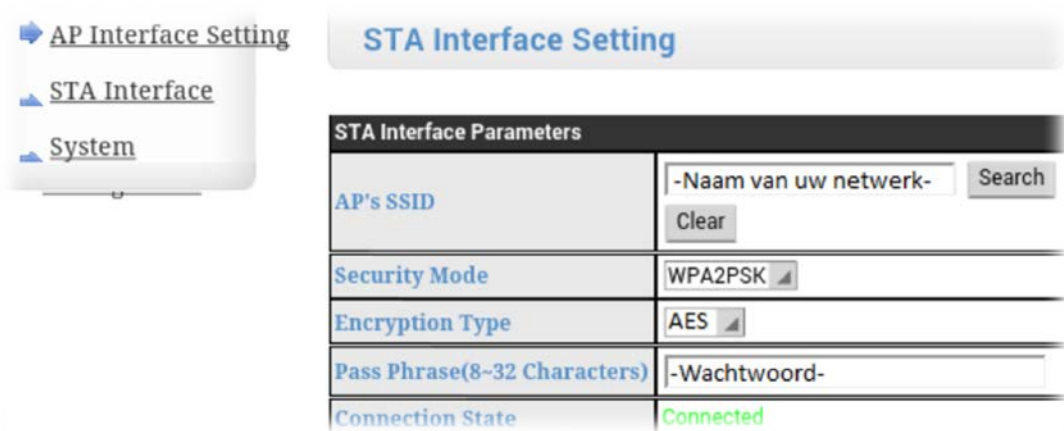 AP Interface Setting
STA Interface
System
STA Interface Setting
STA Interface Parameters
AP's SSID
-Naam van uw netwerk-
Search
Clear
Security Mode
WPA2PSK
Encryption Type
AES
Pass Phrase(8~32 Characters)
-Wachtwoord-
Connection State
Connected